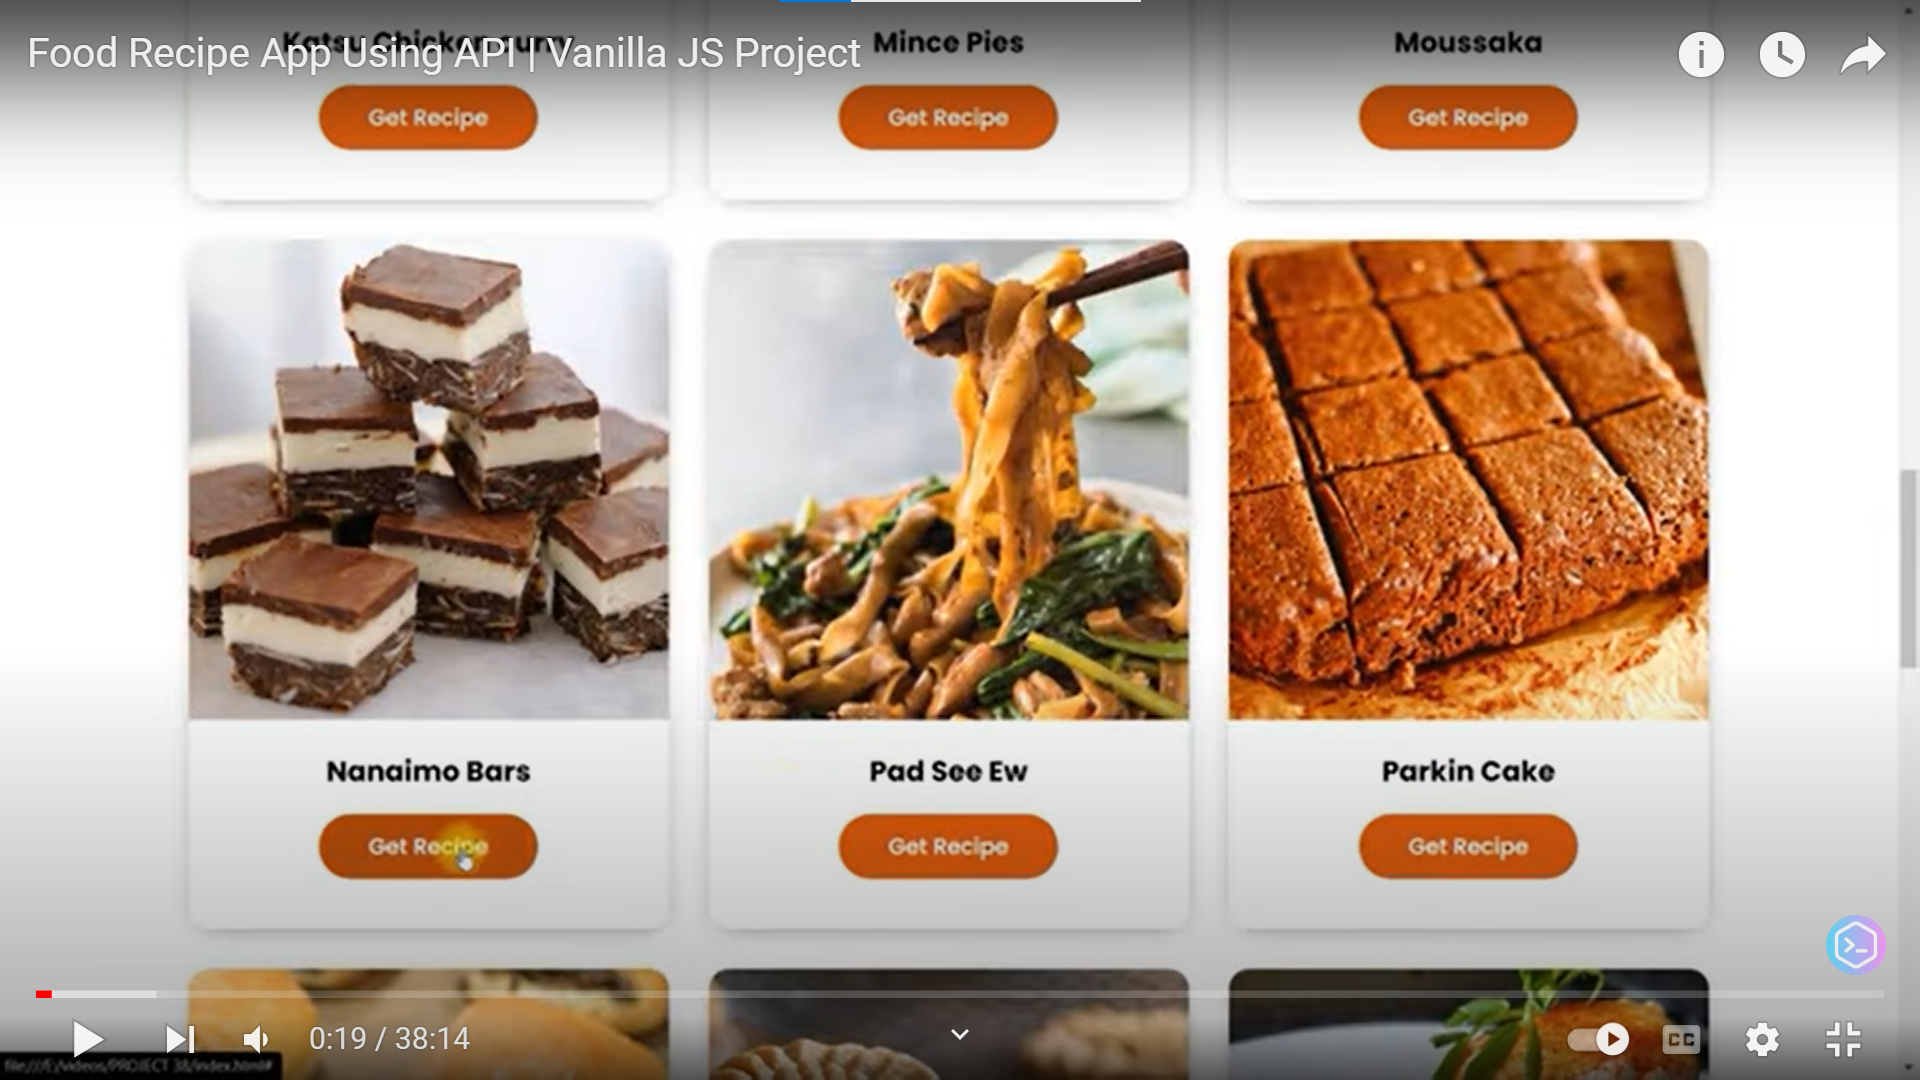 Food Recipe App Using API | Vanilla JS Project
Katsu Chicken curry
Mince Pies
Moussaka
Get Recipe
Get Recipe
Get Recipe
Nanaimo Bars
Pad See Ew
Parkin Cake
Get Recipe
Get Recipe
Get Recipe
0:19 / 38:14
CC
file:///E:/videos/PROJECT 38/index.html#